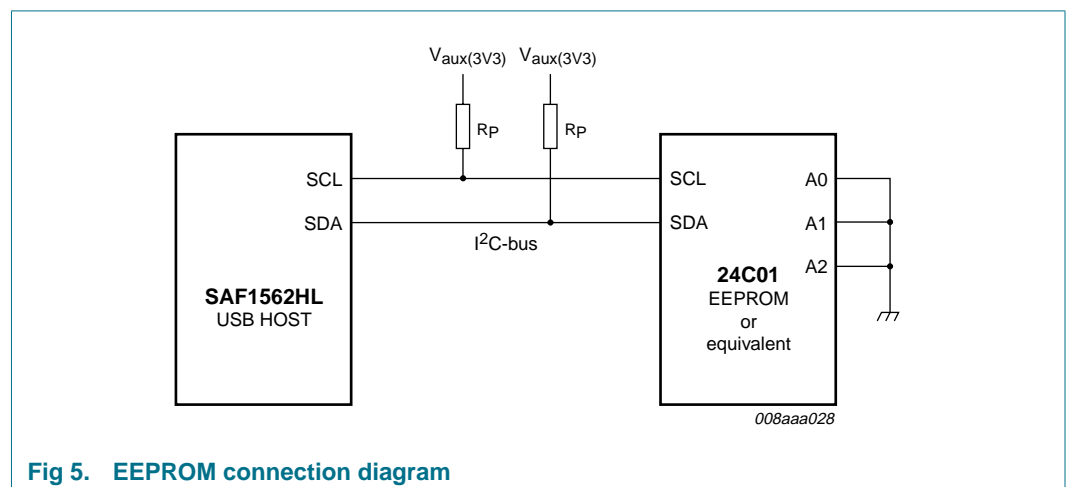 Vaux(3V3) Vaux(3V3)
RP RP
SCL SCL A0
SDA SDA A1
I2C-bus
A2
SAF1562HL
USB HOST
24C01
EEPROM
or
equivalent
008aaa028
Fig 5. EEPROM connection diagram